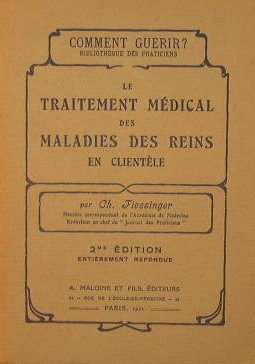 COMMENT GUERIR?
BIBLIOTHEQUE DES PRATICIENS
LE
TRAITEMENT MÉDICAL
DES
MALADIES DES REINS
EN CLIENTÈLE
par Ch. Fiessinger
Membre correspondant de l'Académie de Médecine
Rédacteur en chef du "Journal des Praticiens"
2me ÉDITION
ENTIÈREMENT REFONDUE
A. MALOINE ET FILS, ÉDITEURS
RUE DE L'ÉCOLE-DE-MÉDECINE
PARIS, 1921